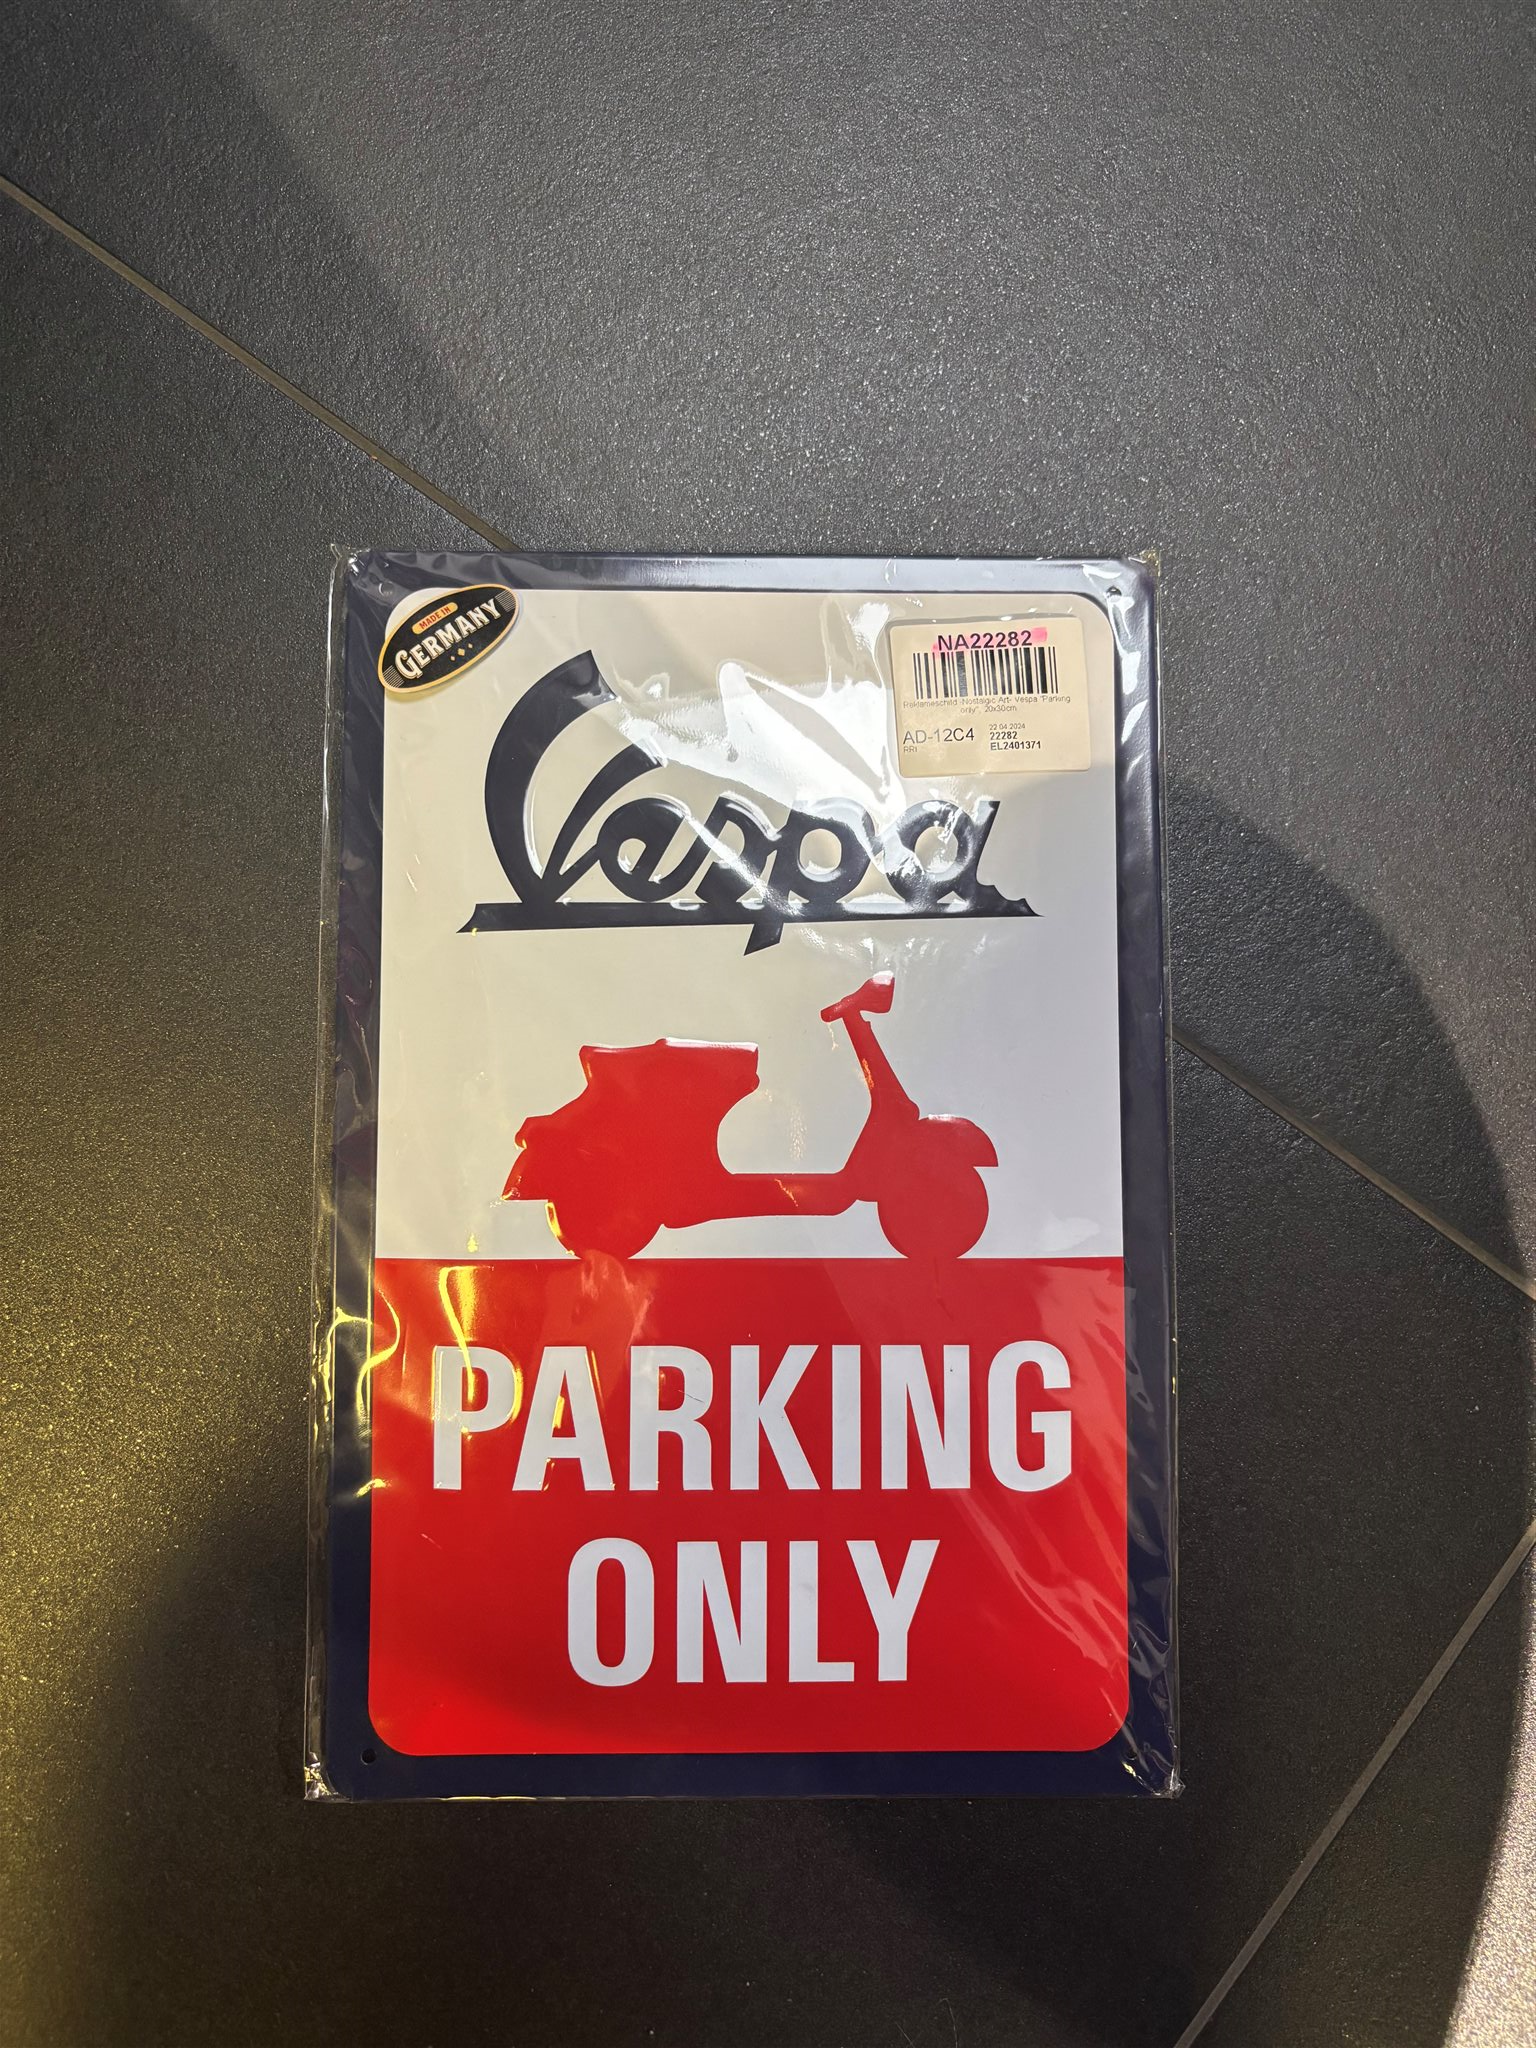 MADE IN
GERMANY
NA22282
Reklameschild -Nostalgic Art- Vespa "Parking
only", 20x30cm
AD-12C4
22.04.2024
22282
RRI
EL2401371
Vespa
PARKING
ONLY